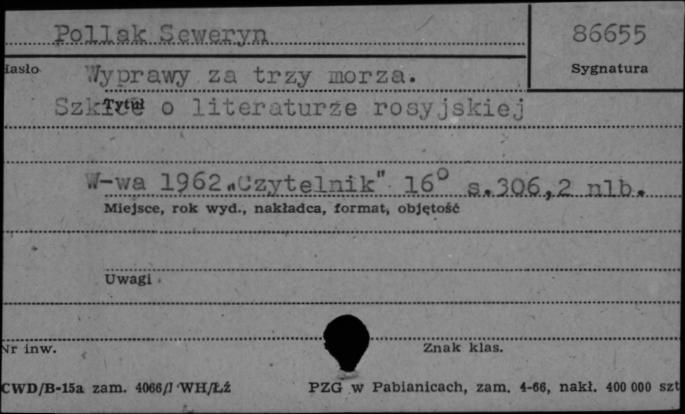 Pollak Seweryn
86655
Hasło
Sygnatura
Wyprawy za trzy morza.
Szkice o literaturze rosyjskiej
Tytuł
W-wa 1962 „Czytelnik" 16° s.306,2 nlb.
Miejsce, rok wyd., nakładca, format, objętość
Uwagi
Nr inw.
Znak klas.
CWD/B-15a zam. 4066/J WH/Łź
PZG w Pabianicach, zam. 4-66, nakł. 400 000 szt